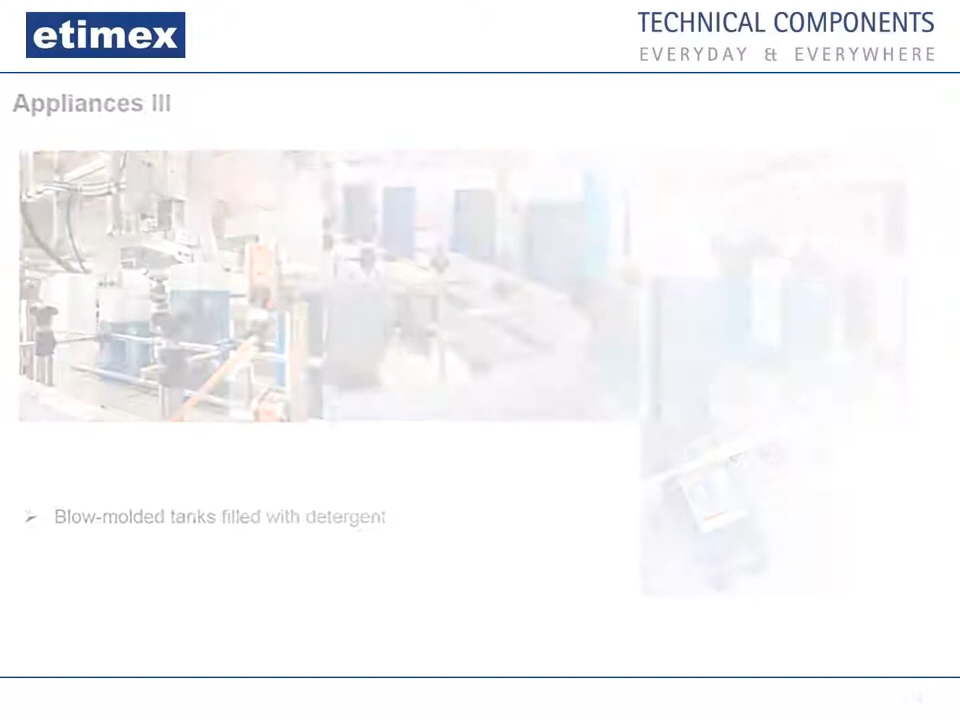 etimex
TECHNICAL COMPONENTS
EVERYDAY & EVERYWHERE
Appliances III
➢ Blow-molded tanks filled with detergent